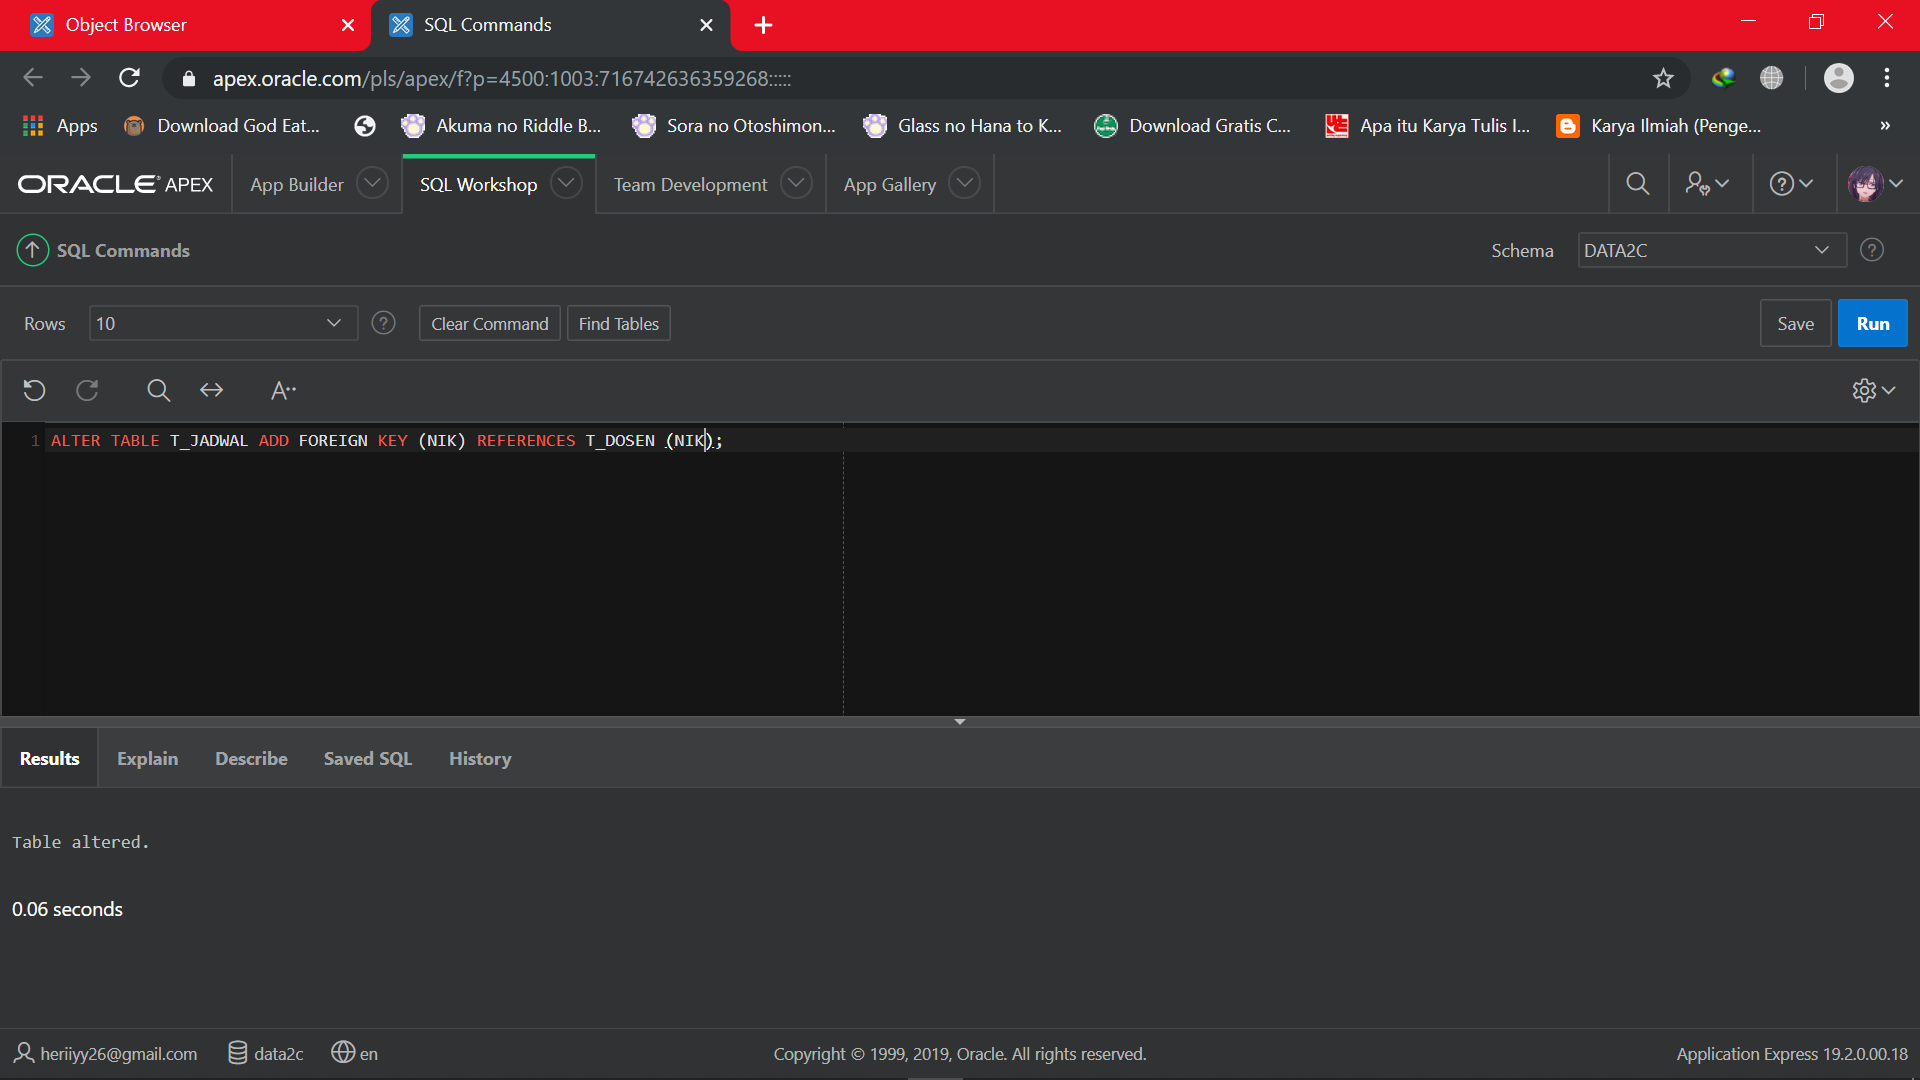 Object Browser
SQL Commands
apex.oracle.com/pls/apex/f?p=4500:1003:716742636359268:::::
Apps
Download God Eat...
Akuma no Riddle B...
Sora no Otoshimon...
Glass no Hana to K...
Download Gratis C...
Apa itu Karya Tulis I...
Karya Ilmiah (Penge...
»
ORACLE APEX
App Builder
SQL Workshop
Team Development
App Gallery
SQL Commands
Schema
DATA2C
Rows
10
Clear Command
Find Tables
Save
Run
A
1 ALTER TABLE T_JADWAL ADD FOREIGN KEY (NIK) REFERENCES T_DOSEN (NIK);
Results
Explain
Describe
Saved SQL
History
Table altered.
0.06 seconds
heriiyy26@gmail.com
data2c
en
Copyright © 1999, 2019, Oracle. All rights reserved.
Application Express 19.2.0.00.18